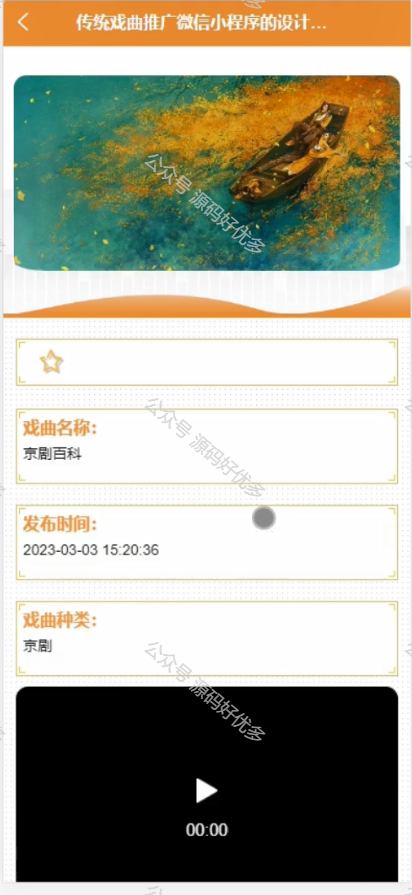 传统戏曲推广微信小程序的设计...
公众号 源码好优多
戏曲名称：
京剧百科
公众号 源码好优多
发布时间：
2023-03-03 15:20:36
戏曲种类：
京剧
公众号 源码好优多
00:00